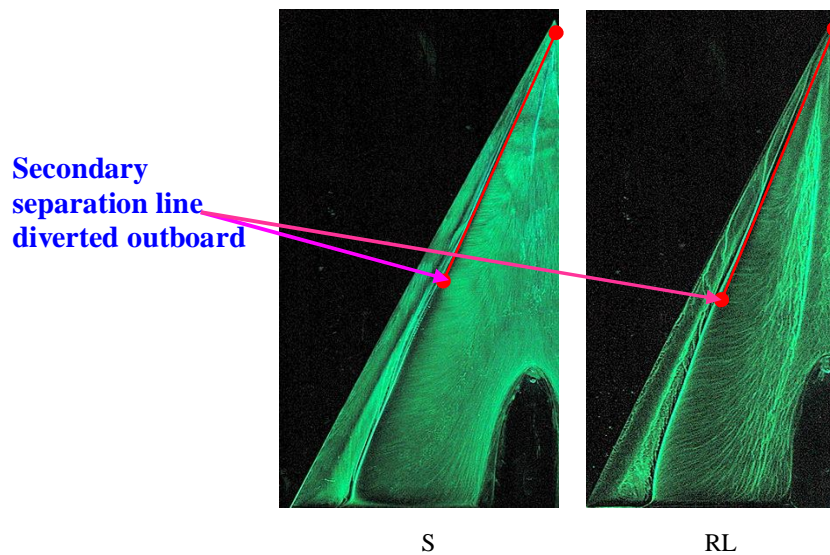 Secondary
separation line
diverted outboard
S
RL